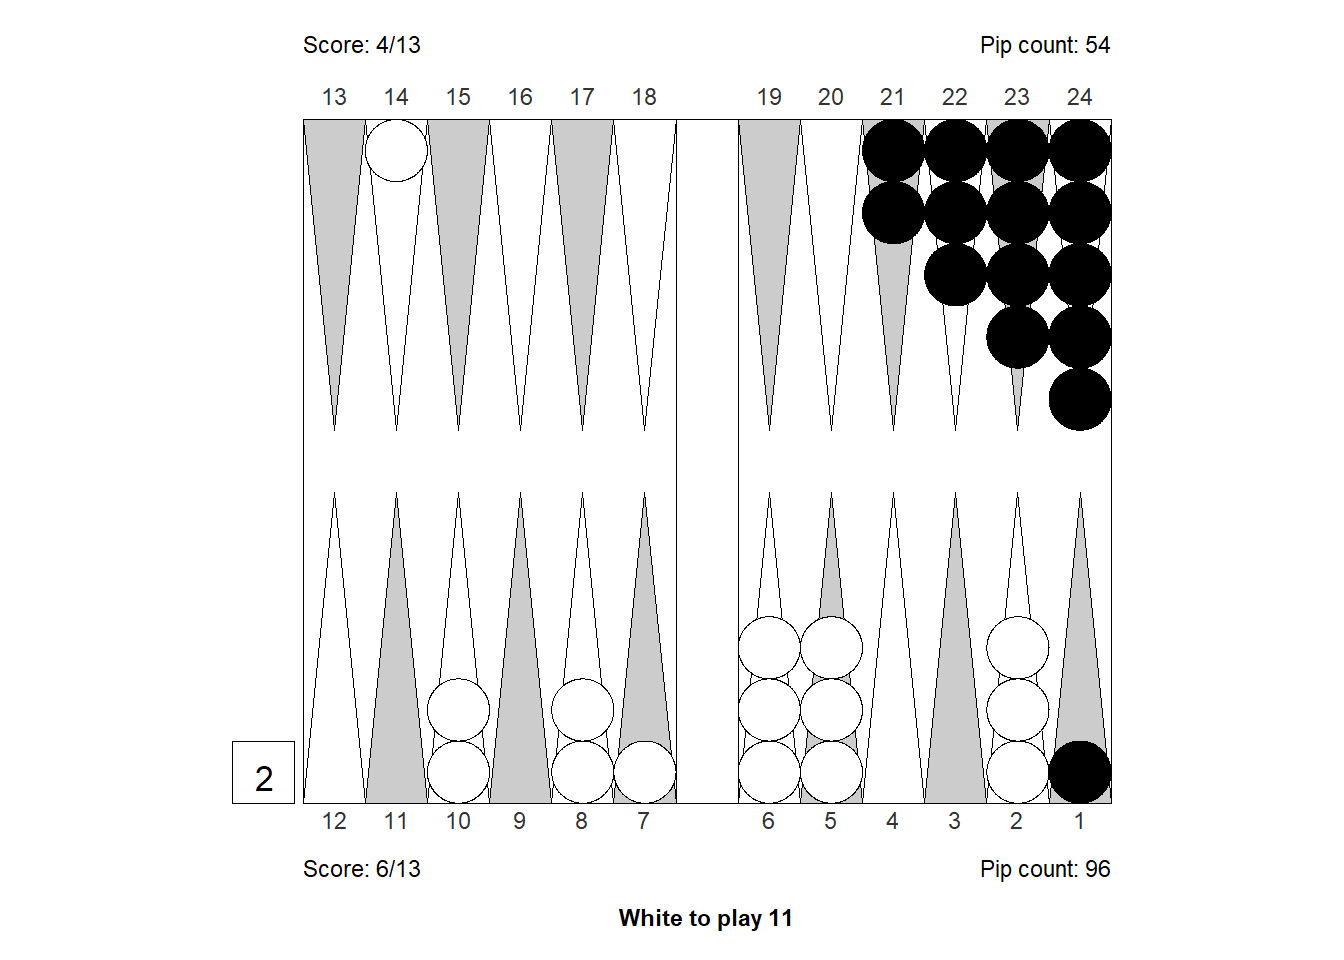 Score: 4/13 Pip count: 54
13 14 15 16 17 18 19 20 21 22 23 24
2
12 11 10 9 8 7 6 5 4 3 2 1
Score: 6/13 Pip count: 96
White to play 11